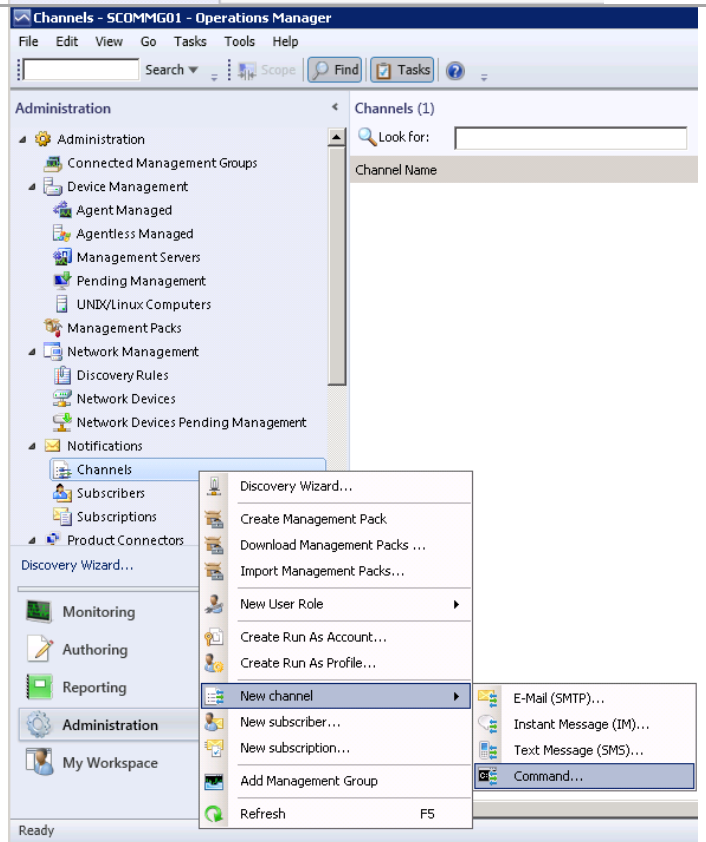 Channels - SCOMMG01 - Operations Manager
File Edit View Go Tasks Tools Help
Search Scope Find Tasks
Administration
Channels (1)
Administration
Look for:
Connected Management Groups
Channel Name
Device Management
Agent Managed
Agentless Managed
Management Servers
Pending Management
UNIX/Linux Computers
Management Packs
Network Management
Discovery Rules
Network Devices
Network Devices Pending Management
Notifications
Channels
Subscribers
Subscriptions
Product Connectors
Discovery Wizard...
Monitoring
Authoring
Reporting
Administration
My Workspace
Discovery Wizard...
Create Management Pack
Download Management Packs ...
Import Management Packs...
New User Role
Create Run As Account...
Create Run As Profile...
New channel
New subscriber...
New subscription...
Add Management Group
Refresh F5
E-Mail (SMTP)...
Instant Message (IM)...
Text Message (SMS)...
Command...
Ready